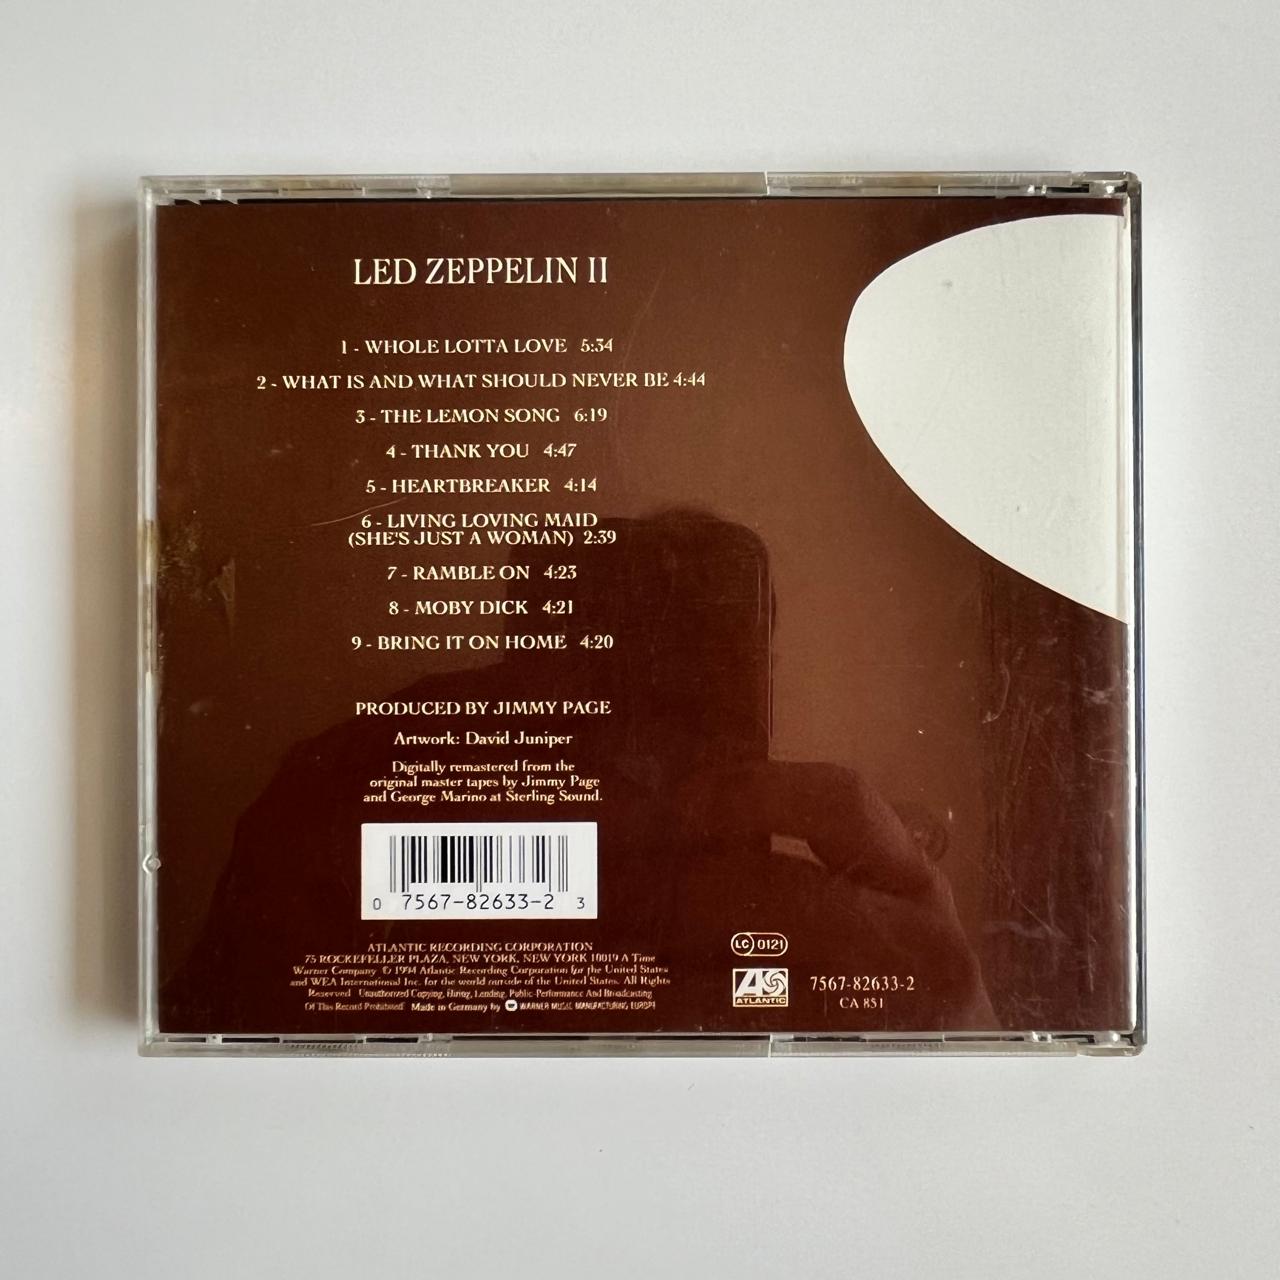 LED ZEPPELIN II
1 - WHOLE LOTTA LOVE 5:34
2 - WHAT IS AND WHAT SHOULD NEVER BE 4:44
3 - THE LEMON SONG 6:19
4 - THANK YOU 4:47
5 - HEARTBREAKER 4:14
6 - LIVING LOVING MAID
(SHE'S JUST A WOMAN) 2:39
7 - RAMBLE ON 4:23
8 - MOBY DICK 4:21
9 - BRING IT ON HOME 4:20
PRODUCED BY JIMMY PAGE
Artwork: David Juniper
Digitally remastered from the
original master tapes by Jimmy Page
and George Marino at Sterling Sound.
0 7567-82633-2 3
ATLANTIC RECORDING CORPORATION
75 ROCKEFELLER PLAZA, NEW YORK, NEW YORK 10019 A Time
Warner Company © 1994 Atlantic Recording Corporation for the United States
and WEA International Inc. for the world outside of the United States. All Rights
Reserved Unauthorized Copying, Hiring, Lending, Public Performance And Broadcasting
Of This Record Prohibited Made in Germany by WARNER MUSIC MANUFACTURING EUROPE
LC 0121
A
ATLANTIC
7567-82633-2
CA 851